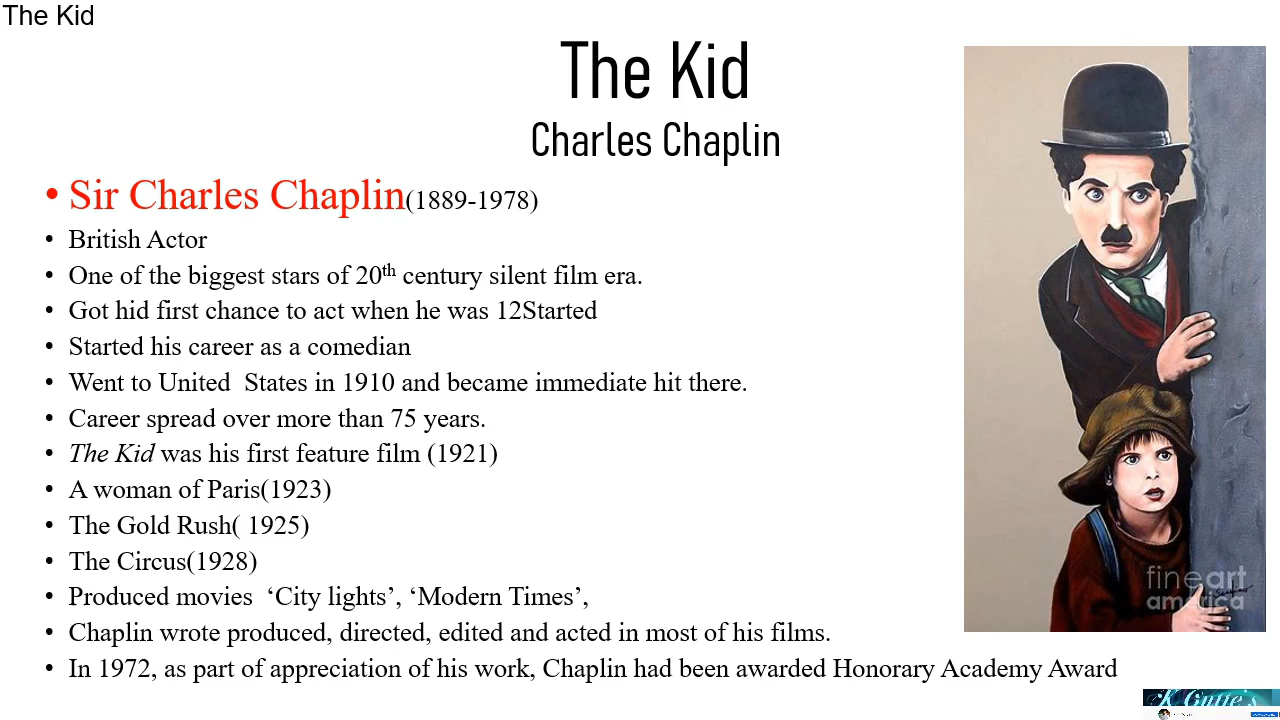 The Kid
The Kid
Charles Chaplin
• Sir Charles Chaplin(1889-1978)
• British Actor
• One of the biggest stars of 20th century silent film era.
• Got hid first chance to act when he was 12Started
• Started his career as a comedian
• Went to United  States in 1910 and became immediate hit there.
• Career spread over more than 75 years.
• The Kid was his first feature film (1921)
• A woman of Paris(1923)
• The Gold Rush( 1925)
• The Circus(1928)
• Produced movies  ‘City lights’, ‘Modern Times’,
• Chaplin wrote produced, directed, edited and acted in most of his films.
• In 1972, as part of appreciation of his work, Chaplin had been awarded Honorary Academy Award
fineart
america